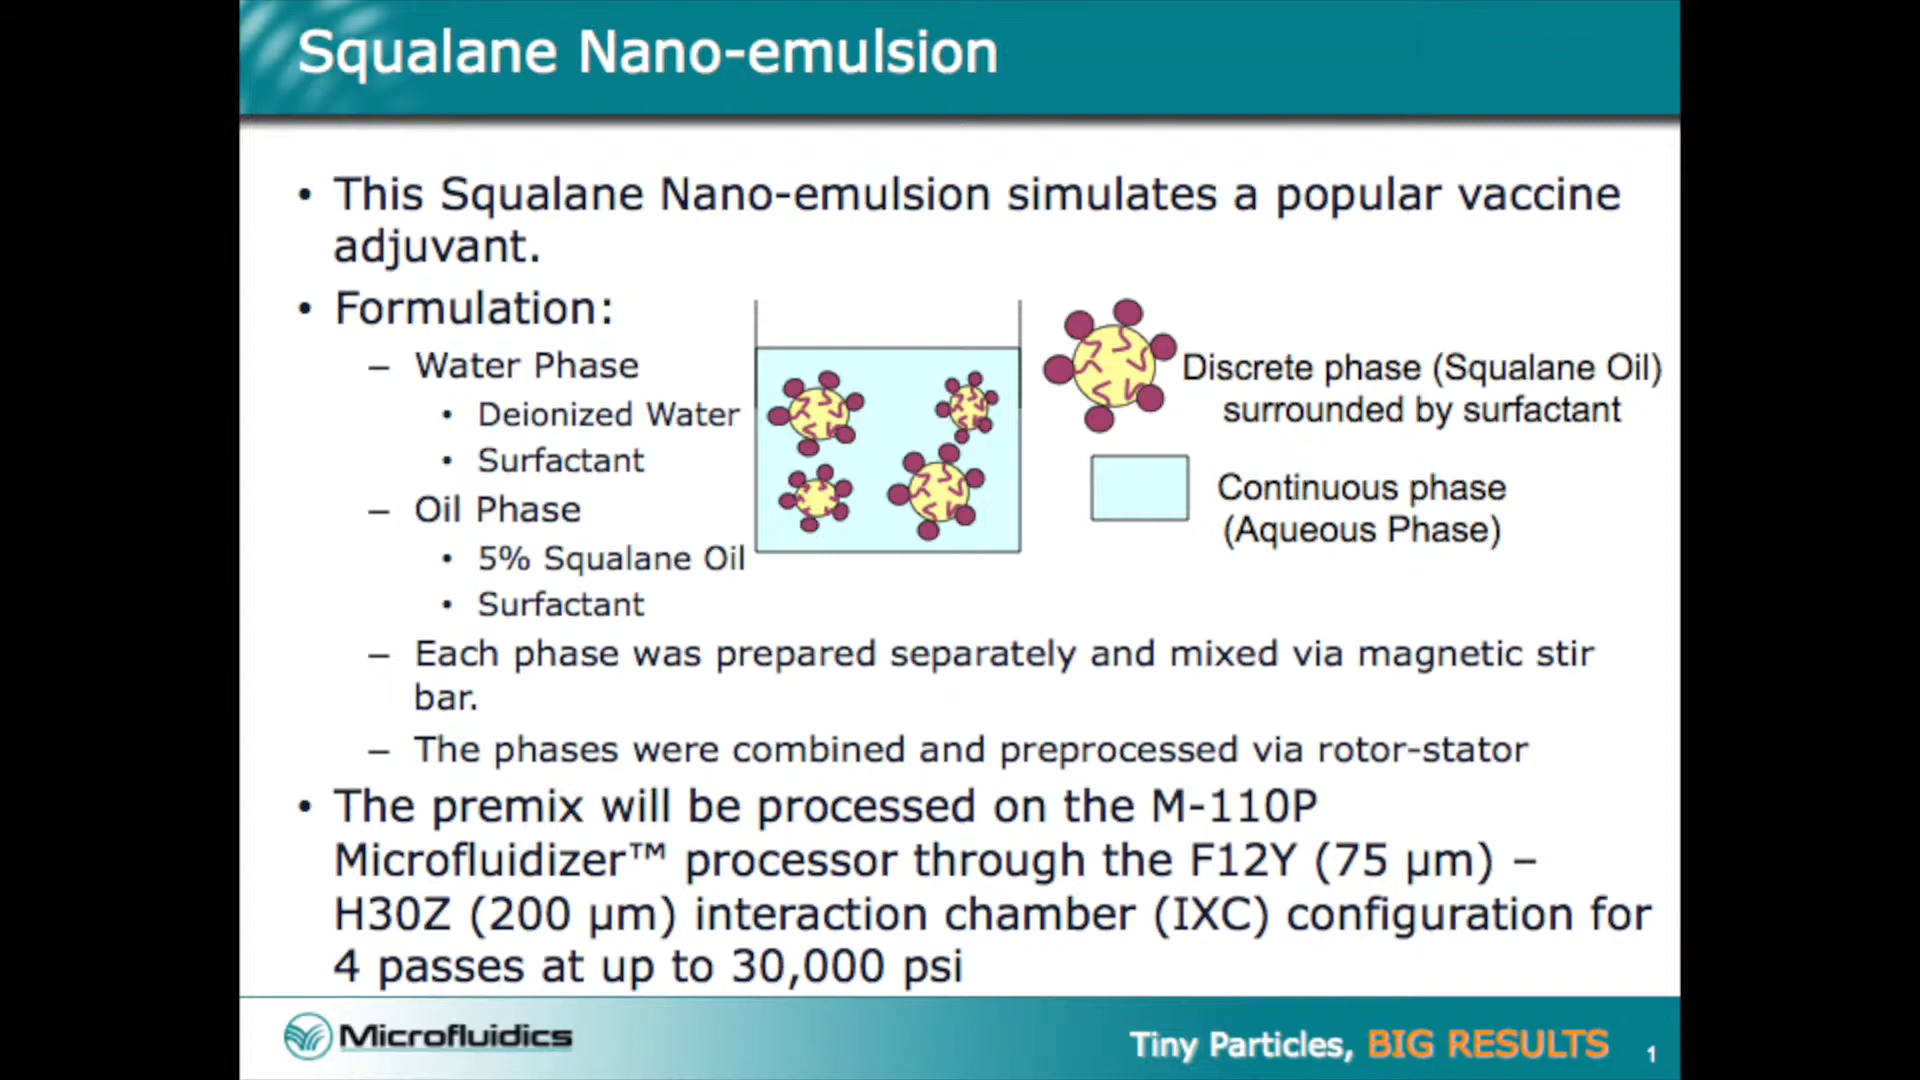 Squalane Nano-emulsion
• This Squalane Nano-emulsion simulates a popular vaccine
adjuvant.
• Formulation:
– Water Phase
• Deionized Water
• Surfactant
– Oil Phase
• 5% Squalane Oil
• Surfactant
Discrete phase (Squalane Oil)
surrounded by surfactant
Continuous phase
(Aqueous Phase)
– Each phase was prepared separately and mixed via magnetic stir
bar.
– The phases were combined and preprocessed via rotor-stator
• The premix will be processed on the M-110P
Microfluidizer™ processor through the F12Y (75 µm) –
H30Z (200 µm) interaction chamber (IXC) configuration for
4 passes at up to 30,000 psi
Microfluidics
Tiny Particles, BIG RESULTS
1